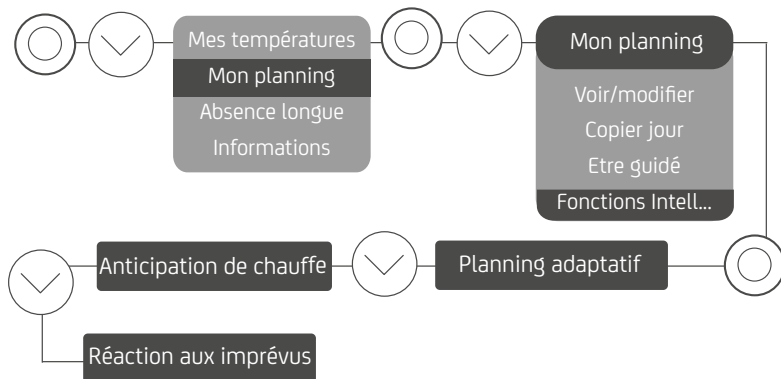 Mes températures
Mon planning
Absence longue
Informations
Mon planning
Voir/modifier
Copier jour
Etre guidé
Fonctions Intell...
Planning adaptatif
Anticipation de chauffe
Réaction aux imprévus